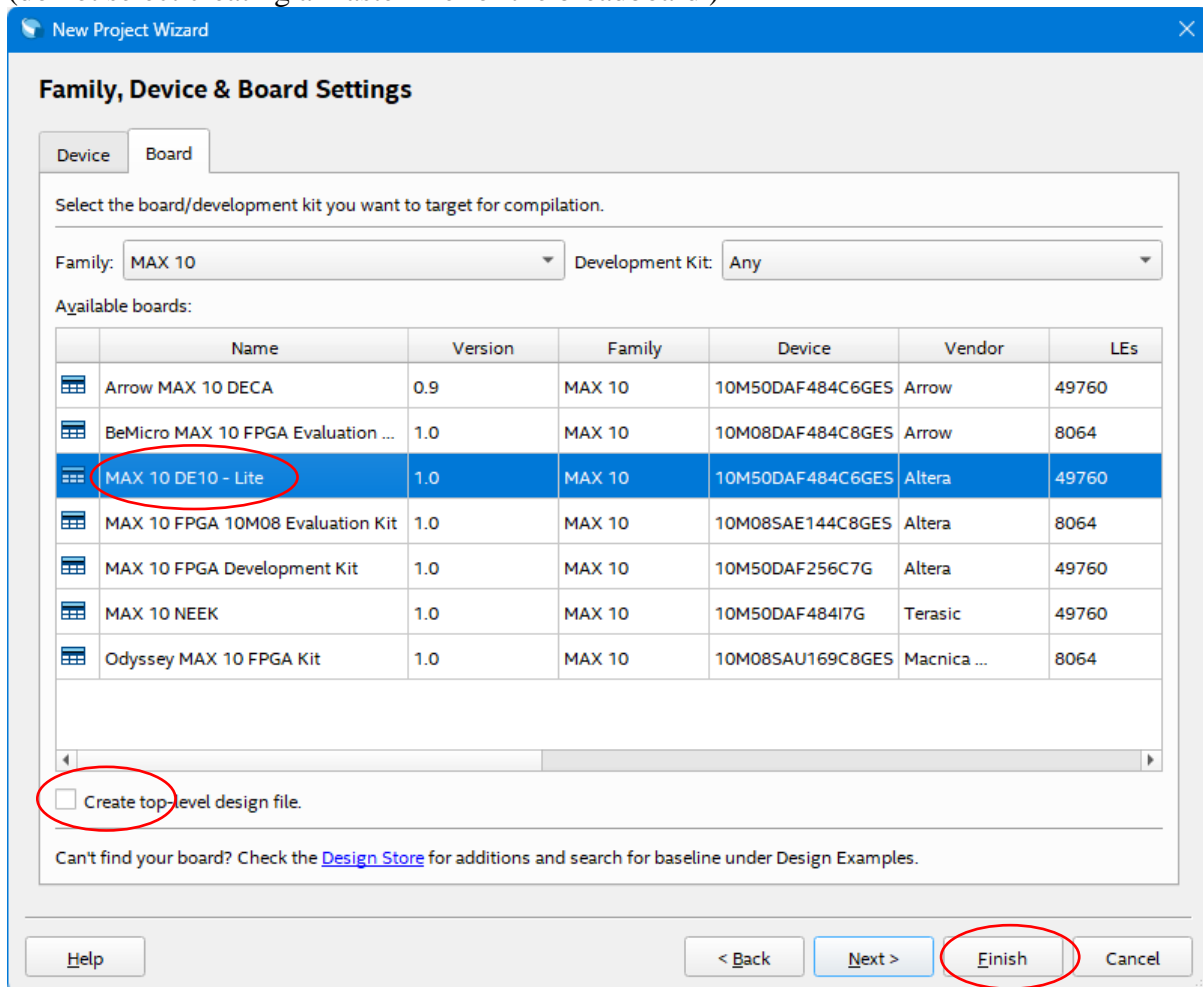 New Project Wizard
Family, Device & Board Settings
Device Board
Select the board/development kit you want to target for compilation.
Family: MAX 10 Development Kit: Any
Available boards:
Name Version Family Device Vendor LEs
Arrow MAX 10 DECA 0.9 MAX 10 10M50DAF484C6GES Arrow 49760
BeMicro MAX 10 FPGA Evaluation ... 1.0 MAX 10 10M08DAF484C8GES Arrow 8064
MAX 10 DE10 - Lite 1.0 MAX 10 10M50DAF484C6GES Altera 49760
MAX 10 FPGA 10M08 Evaluation Kit 1.0 MAX 10 10M08SAE144C8GES Altera 8064
MAX 10 FPGA Development Kit 1.0 MAX 10 10M50DAF256C7G Altera 49760
MAX 10 NEEK 1.0 MAX 10 10M50DAF484I7G Terasic 49760
Odyssey MAX 10 FPGA Kit 1.0 MAX 10 10M08SAU169C8GES Macnica ... 8064
Create top-level design file.
Can't find your board? Check the Design Store for additions and search for baseline under Design Examples.
Help < Back Next > Finish Cancel